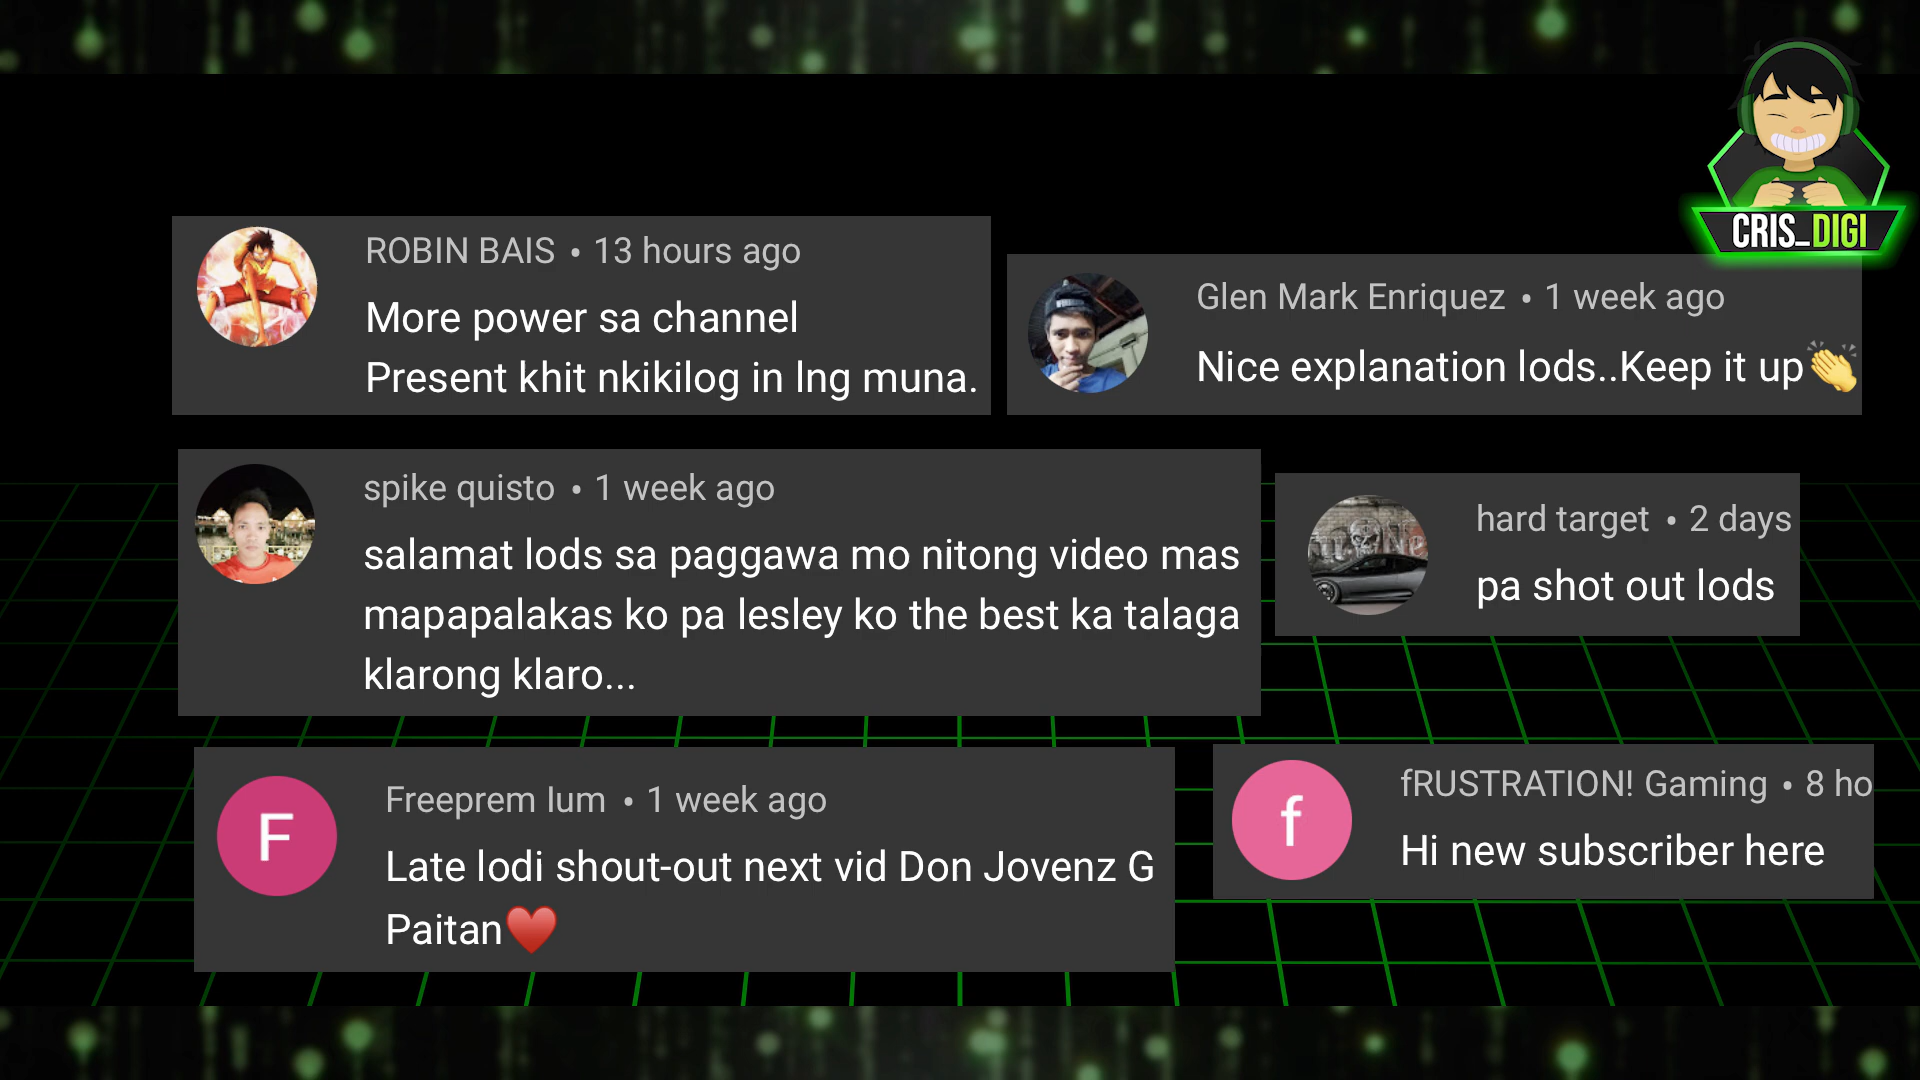 CRIS_DIGI
ROBIN BAIS • 13 hours ago
More power sa channel
Present khit nkikilog in lng muna.
Glen Mark Enriquez • 1 week ago
Nice explanation lods..Keep it up👏
spike quisto • 1 week ago
salamat lods sa paggawa mo nitong video mas
mapapalakas ko pa lesley ko the best ka talaga
klarong klaro...
hard target • 2 days
pa shot out lods
Freeprem Ium • 1 week ago
Late lodi shout-out next vid Don Jovenz G
Paitan♥️
F
fRUSTRATION! Gaming • 8 ho
Hi new subscriber here
f